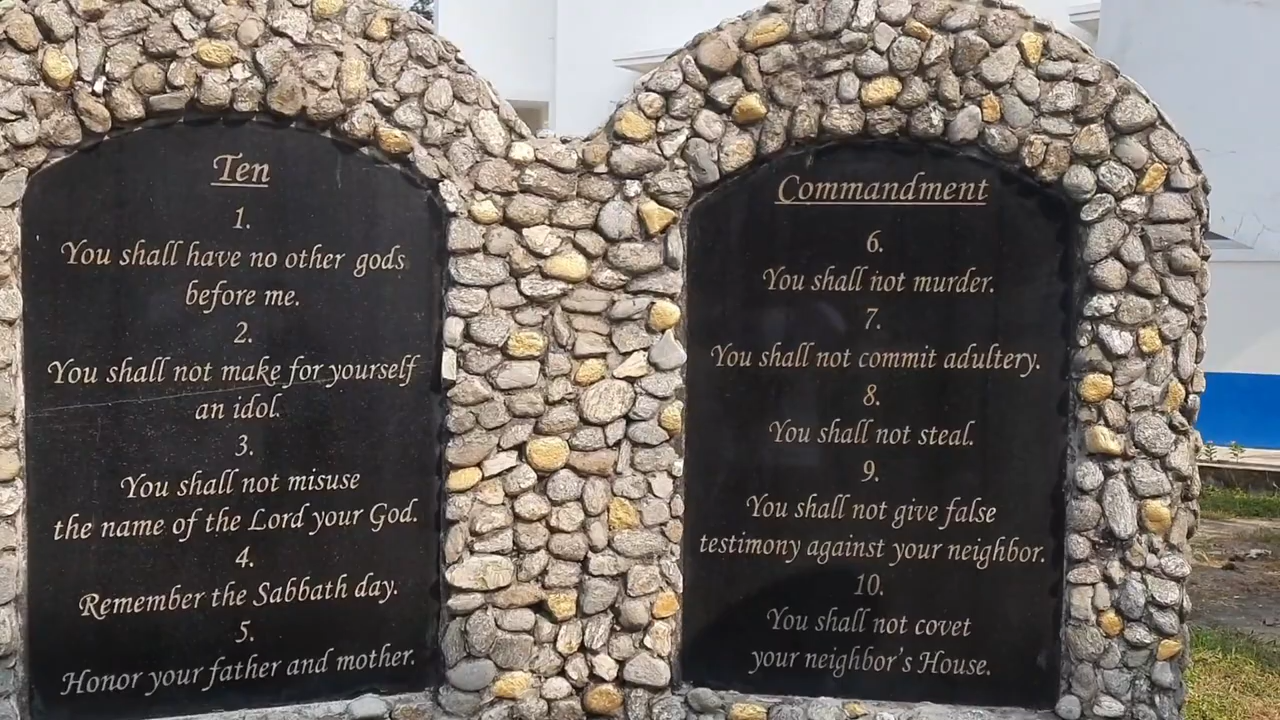 Ten
1.
You shall have no other gods
before me.
2.
You shall not make for yourself
an idol.
3.
You shall not misuse
the name of the Lord your God.
4.
Remember the Sabbath day.
5.
Honor your father and mother.
Commandment
6.
You shall not murder.
7.
You shall not commit adultery.
8.
You shall not steal.
9.
You shall not give false
testimony against your neighbor.
10.
You shall not covet
your neighbor's House.